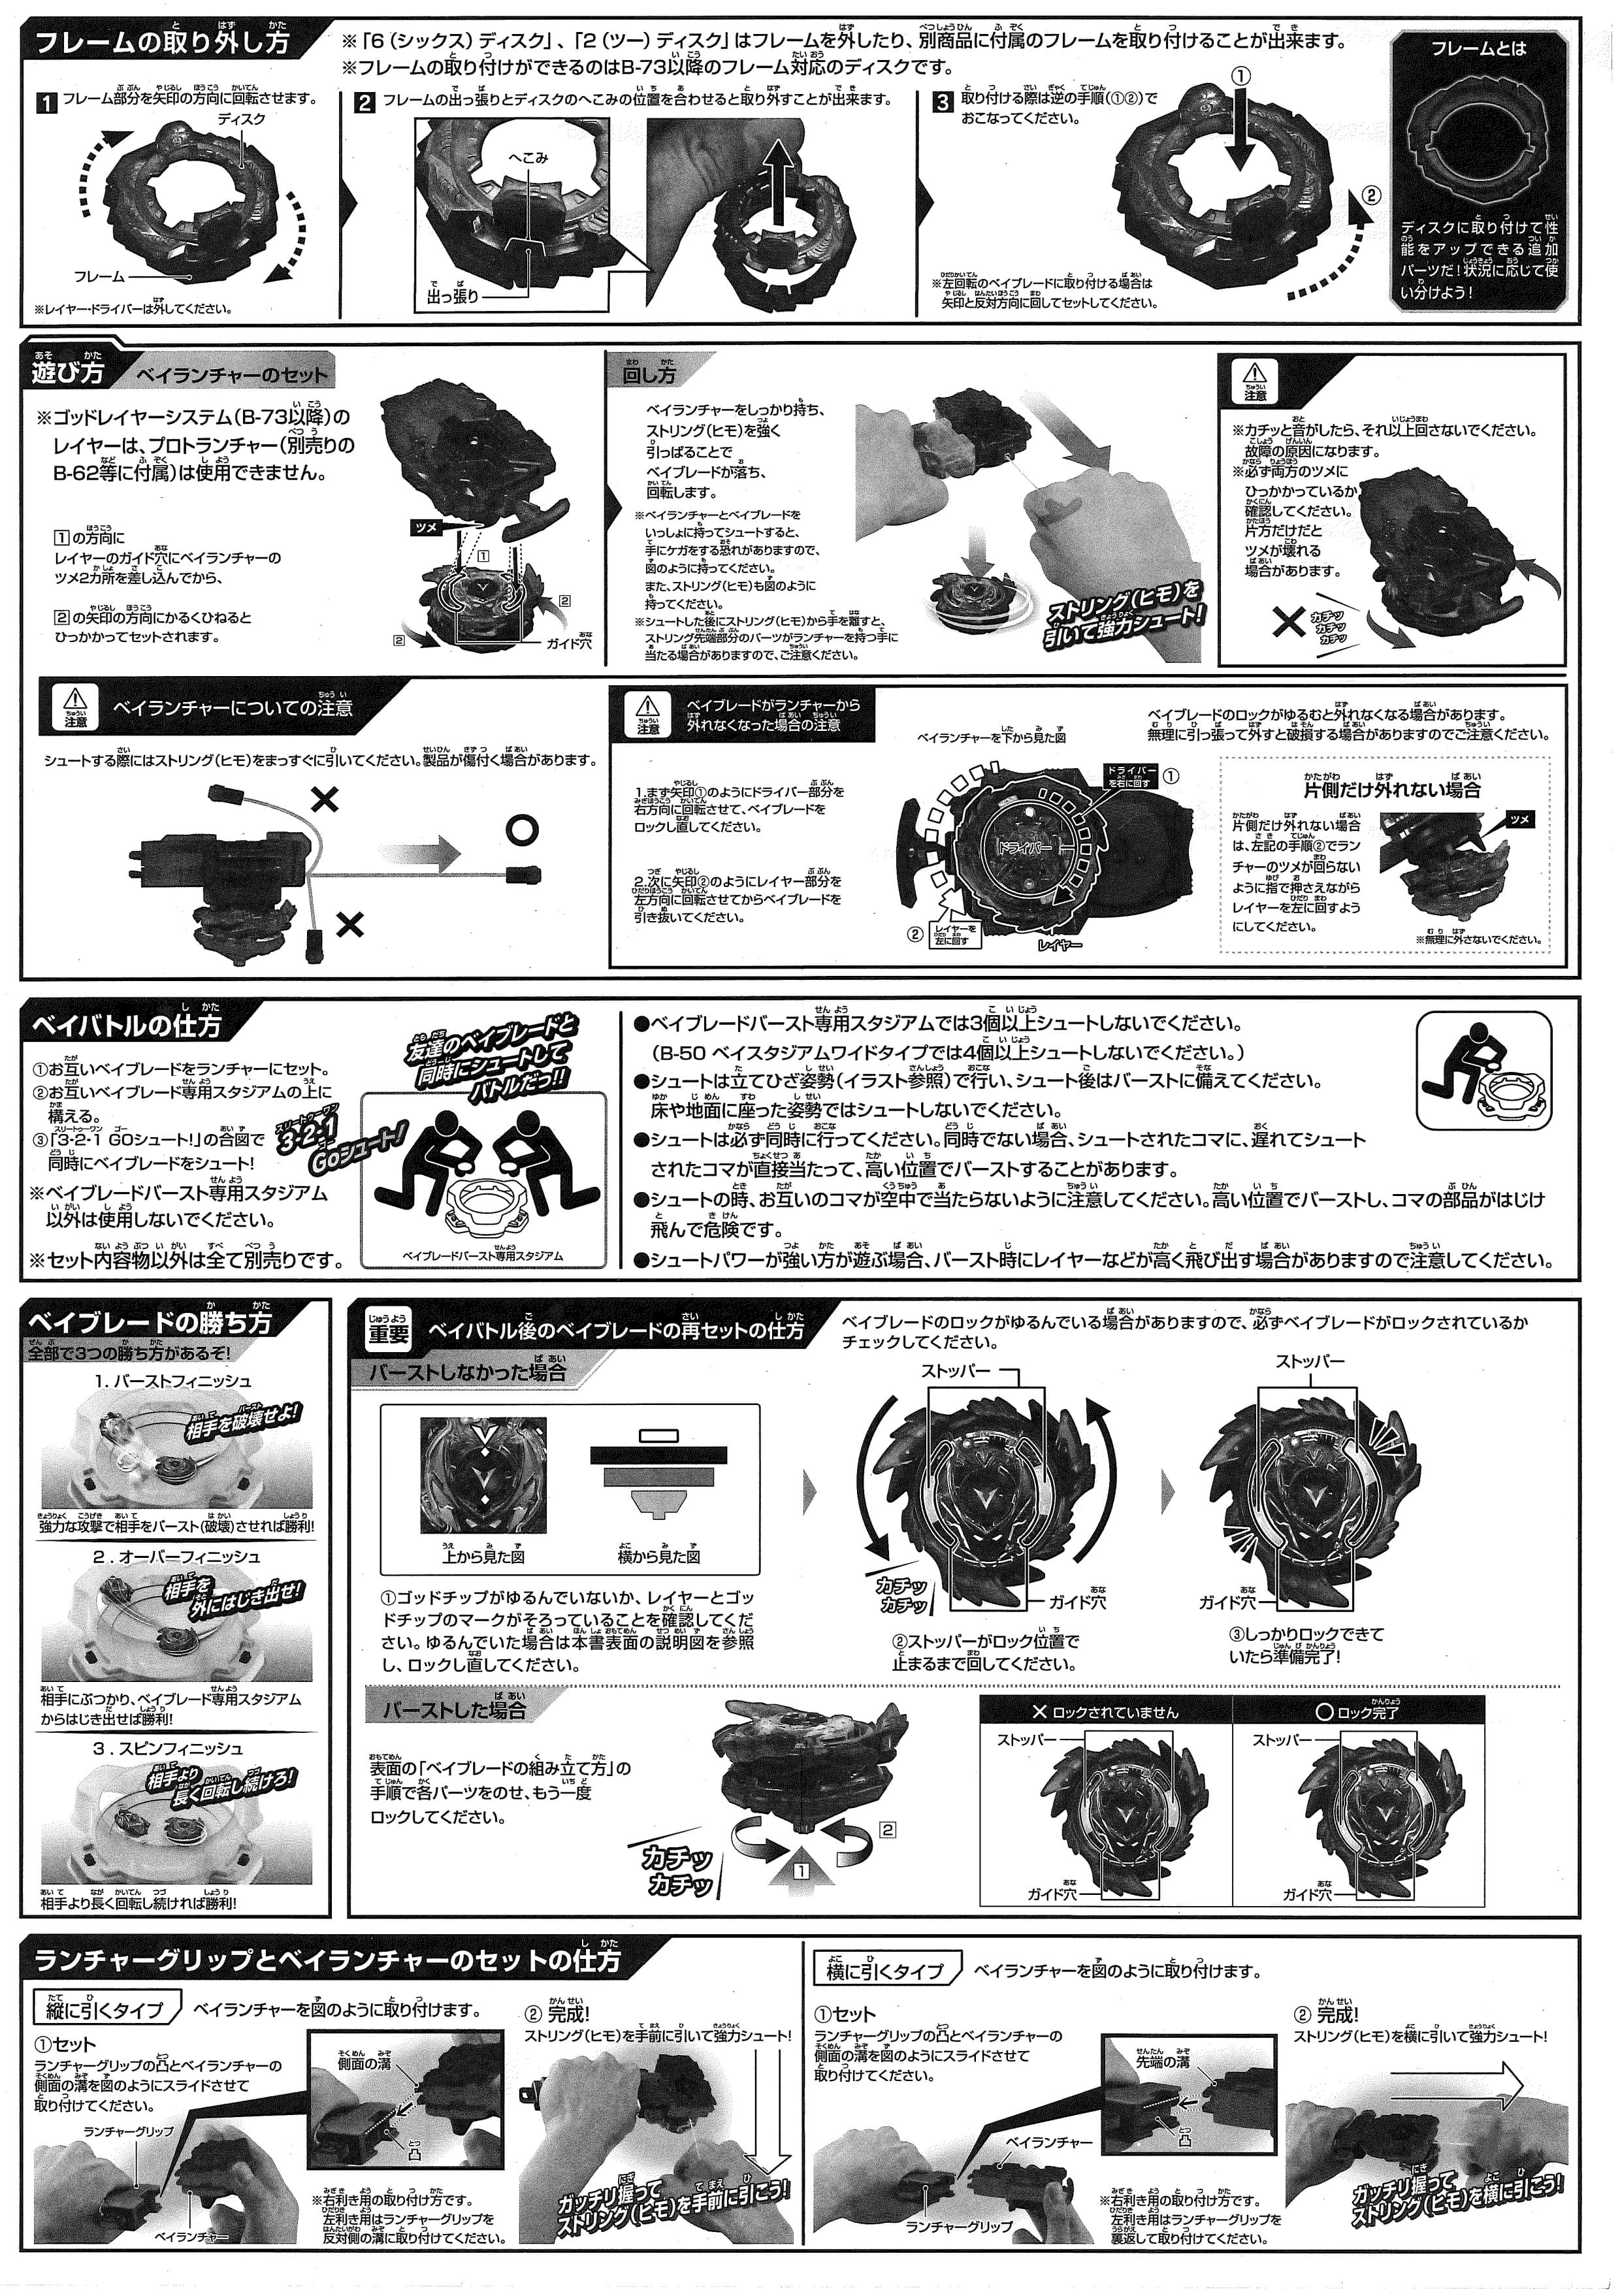 フレームの取り外し方
※「6（シックス）ディスク」、「2（ツー）ディスク」はフレームを外したり、別商品に付属のフレームを取り付けることが出来ます。
※フレームの取り付けができるのはB-73以降のフレーム対応のディスクです。
1 フレーム部分を矢印の方向に回転させます。
ディスク
フレーム
※レイヤー・ドライバーは外してください。
2 フレームの出っ張りとディスクのへこみの位置を合わせると取り外すことが出来ます。
へこみ
出っ張り
3 取り付ける際は逆の手順（①②）で
おこなってください。
①
②
※左回転のベイブレードに取り付ける場合は
矢印と反対方向に回してセットしてください。
フレームとは
ディスクに取り付けて性
能をアップできる追加
パーツだ！状況に応じて使
い分けよう！
遊び方
ベイランチャーのセット
※ゴッドレイヤーシステム（B-73以降）の
レイヤーは、プロトランチャー（別売りの
B-62等に付属）は使用できません。
1の方向に
レイヤーのガイド穴にベイランチャーの
ツメ2カ所を差し込んでから、
2の矢印の方向にかるくひねると
ひっかかってセットされます。
ツメ
1
2
2
ガイド穴
回し方
ベイランチャーをしっかり持ち、
ストリング（ヒモ）を強く
引っぱることで
ベイブレードが落ち、
回転します。
※ベイランチャーとベイブレードを
いっしょに持ってシュートすると、
手にケガをする恐れがありますので、
図のように持ってください。
また、ストリング（ヒモ）も図のように
持ってください。
※シュートした後にストリング（ヒモ）から手を離すと、
ストリング先端部分のパーツがランチャーを持つ手に
当たる場合がありますので、ご注意ください。
ストリング（ヒモ）を
引いて強力シュート！
注意
※カチッと音がしたら、それ以上回さないでください。
故障の原因になります。
※必ず両方のツメに
ひっかかっているか
確認してください。
片方だけだと
ツメが壊れる
場合があります。
カチッ
カチッ
カチッ
注意
ベイランチャーについての注意
シュートする際にはストリング（ヒモ）をまっすぐに引いてください。製品が傷付く場合があります。
注意
ベイブレードがランチャーから
外れなくなった場合の注意
ベイランチャーを下から見た図
ベイブレードのロックがゆるむと外れなくなる場合があります。
無理に引っ張って外すと破損する場合がありますのでご注意ください。
1.まず矢印①のようにドライバー部分を
右方向に回転させて、ベイブレードを
ロックし直してください。
2.次に矢印②のようにレイヤー部分を
左方向に回転させてからベイブレードを
引き抜いてください。
ドライバー
を右に回す
①
ドライバー
②
レイヤーを
左に回す
レイヤー
片側だけ外れない場合
片側だけ外れない場合
は、左記の手順②でラン
チャーのツメが回らない
ように指で押さえながら
レイヤーを左に回すよう
にしてください。
ツメ
※無理に外さないでください。
ベイバトルの仕方
①お互いベイブレードをランチャーにセット。
②お互いベイブレード専用スタジアムの上に
構える。
③「3・2・1 GOシュート！」の合図で
同時にベイブレードをシュート！
※ベイブレードバースト専用スタジアム
以外は使用しないでください。
※セット内容物以外は全て別売りです。
友達のベイブレードと
同時にシュートして
バトルだっ!!
3・2・1
GOシュート！
ベイブレードバースト専用スタジアム
●ベイブレードバースト専用スタジアムでは3個以上シュートしないでください。
（B-50 ベイスタジアムワイドタイプでは4個以上シュートしないでください。）
●シュートは立てひざ姿勢（イラスト参照）で行い、シュート後はバーストに備えてください。
床や地面に座った姿勢ではシュートしないでください。
●シュートは必ず同時に行ってください。同時でない場合、シュートされたコマに、遅れてシュート
されたコマが直接当たって、高い位置でバーストすることがあります。
●シュートの時、お互いのコマが空中で当たらないように注意してください。高い位置でバーストし、コマの部品がはじけ
飛んで危険です。
●シュートパワーが強い方が遊ぶ場合、バースト時にレイヤーなどが高く飛び出す場合がありますので注意してください。
ベイブレードの勝ち方
全部で3つの勝ち方があるぞ！
1．バーストフィニッシュ
相手を破壊せよ！
強力な攻撃で相手をバースト（破壊）させれば勝利！
2．オーバーフィニッシュ
相手を
外にはじき出せ！
相手にぶつかり、ベイブレード専用スタジアム
からはじき出せば勝利！
3．スピンフィニッシュ
相手より
長く回転し続けろ！
相手より長く回転し続ければ勝利！
重要
ベイバトル後のベイブレードの再セットの仕方
ベイブレードのロックがゆるんでいる場合がありますので、必ずベイブレードがロックされているか
チェックしてください。
バーストしなかった場合
上から見た図
横から見た図
①ゴッドチップがゆるんでいないか、レイヤーとゴッ
ドチップのマークがそろっていることを確認してくだ
さい。ゆるんでいた場合は本書表面の説明図を参照
し、ロックし直してください。
ストッパー
カチッ
カチッ
ガイド穴
②ストッパーがロック位置で
止まるまで回してください。
ストッパー
ガイド穴
③しっかりロックできて
いたら準備完了！
バーストした場合
表面の「ベイブレードの組み立て方」の
手順で各パーツをのせ、もう一度
ロックしてください。
カチッ
カチッ
1
2
× ロックされていません
ストッパー
ガイド穴
○ ロック完了
ストッパー
ガイド穴
ランチャーグリップとベイランチャーのセットの仕方
縦に引くタイプ
ベイランチャーを図のように取り付けます。
①セット
ランチャーグリップの凸とベイランチャーの
側面の溝を図のようにスライドさせて
取り付けてください。
ランチャーグリップ
ベイランチャー
側面の溝
凸
※右利き用の取り付け方です。
左利き用はランチャーグリップを
反対側の溝に取り付けてください。
② 完成！
ストリング（ヒモ）を手前に引いて強力シュート！
ガッチリ握って
ストリング（ヒモ）を手前に引こう！
横に引くタイプ
ベイランチャーを図のように取り付けます。
①セット
ランチャーグリップの凸とベイランチャーの
側面の溝を図のようにスライドさせて
取り付けてください。
ベイランチャー
ランチャーグリップ
先端の溝
凸
※右利き用の取り付け方です。
左利き用はランチャーグリップを
裏返して取り付けてください。
② 完成！
ストリング（ヒモ）を横に引いて強力シュート！
ガッチリ握って
ストリング（ヒモ）を横に引こう！